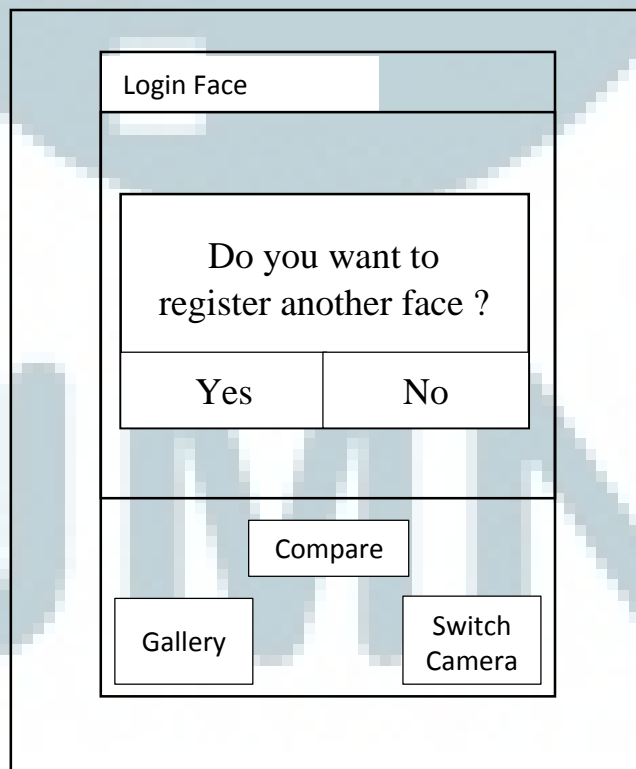 Login Face
Do you want to
register another face ?
Yes
No
Compare
Gallery
Switch
Camera